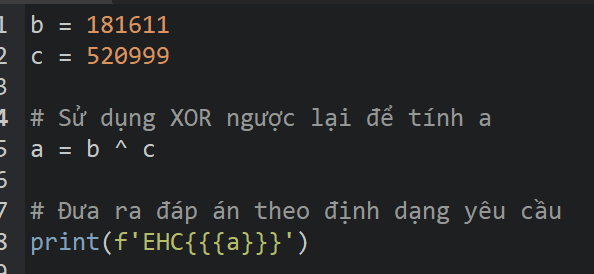 1 b = 181611
2 c = 520999
3
4 # Sử dụng XOR ngược lại để tính a
5 a = b ^ c
6
7 # Đưa ra đáp án theo định dạng yêu cầu
8 print(f'EHC{{{a}}}')
9